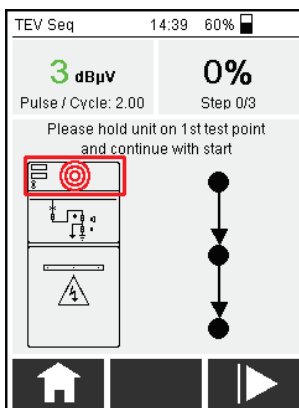 TEV Seq 14:39 60%
3 dBµV
Pulse / Cycle: 2.00
0%
Step 0/3
Please hold unit on 1st test point
and continue with start